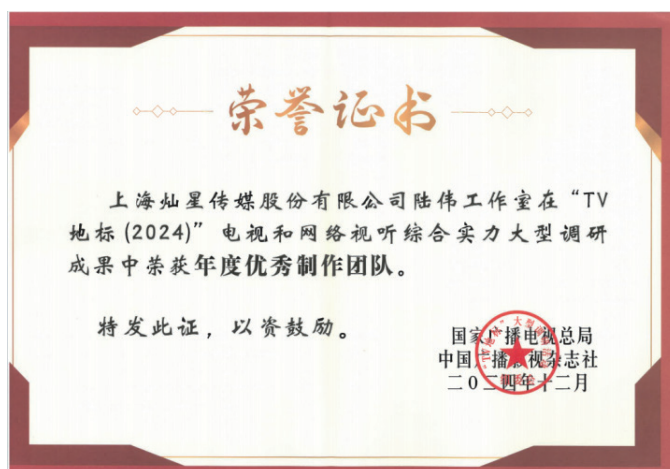 荣誉证书
上海灿星传媒股份有限公司陆伟工作室在“TV
地标(2024)”电视和网络视听综合实力大型调研
成果中荣获年度优秀制作团队。
特发此证，以资鼓励。
国家广播电视总局
中国广播影视杂志社
二〇二四年十二月